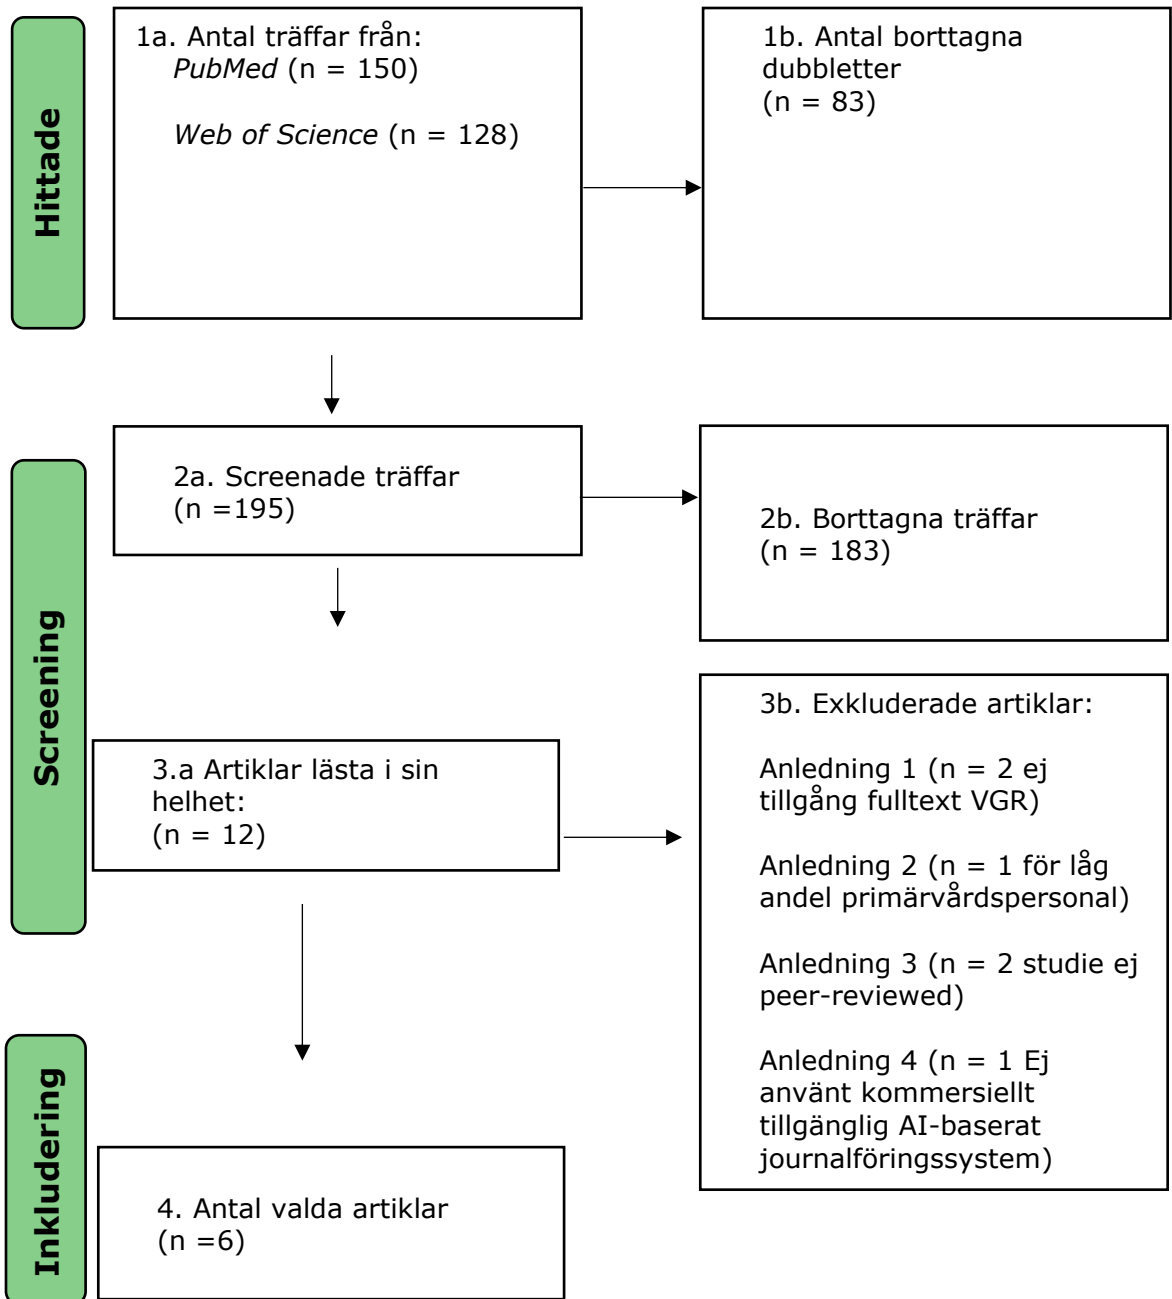 Hittade
1a. Antal träffar från:
PubMed (n = 150)
Web of Science (n = 128)
1b. Antal borttagna
dubbletter
(n = 83)
Screening
2a. Screenade träffar
(n =195)
2b. Borttagna träffar
(n = 183)
3.a Artiklar lästa i sin
helhet:
(n = 12)
3b. Exkluderade artiklar:
Anledning 1 (n = 2 ej
tillgång fulltext VGR)
Anledning 2 (n = 1 för låg
andel primärvårdspersonal)
Anledning 3 (n = 2 studie ej
peer-reviewed)
Anledning 4 (n = 1 Ej
använt kommersiellt
tillgänglig AI-baserat
journalföringssystem)
Inkludering
4. Antal valda artiklar
(n =6)